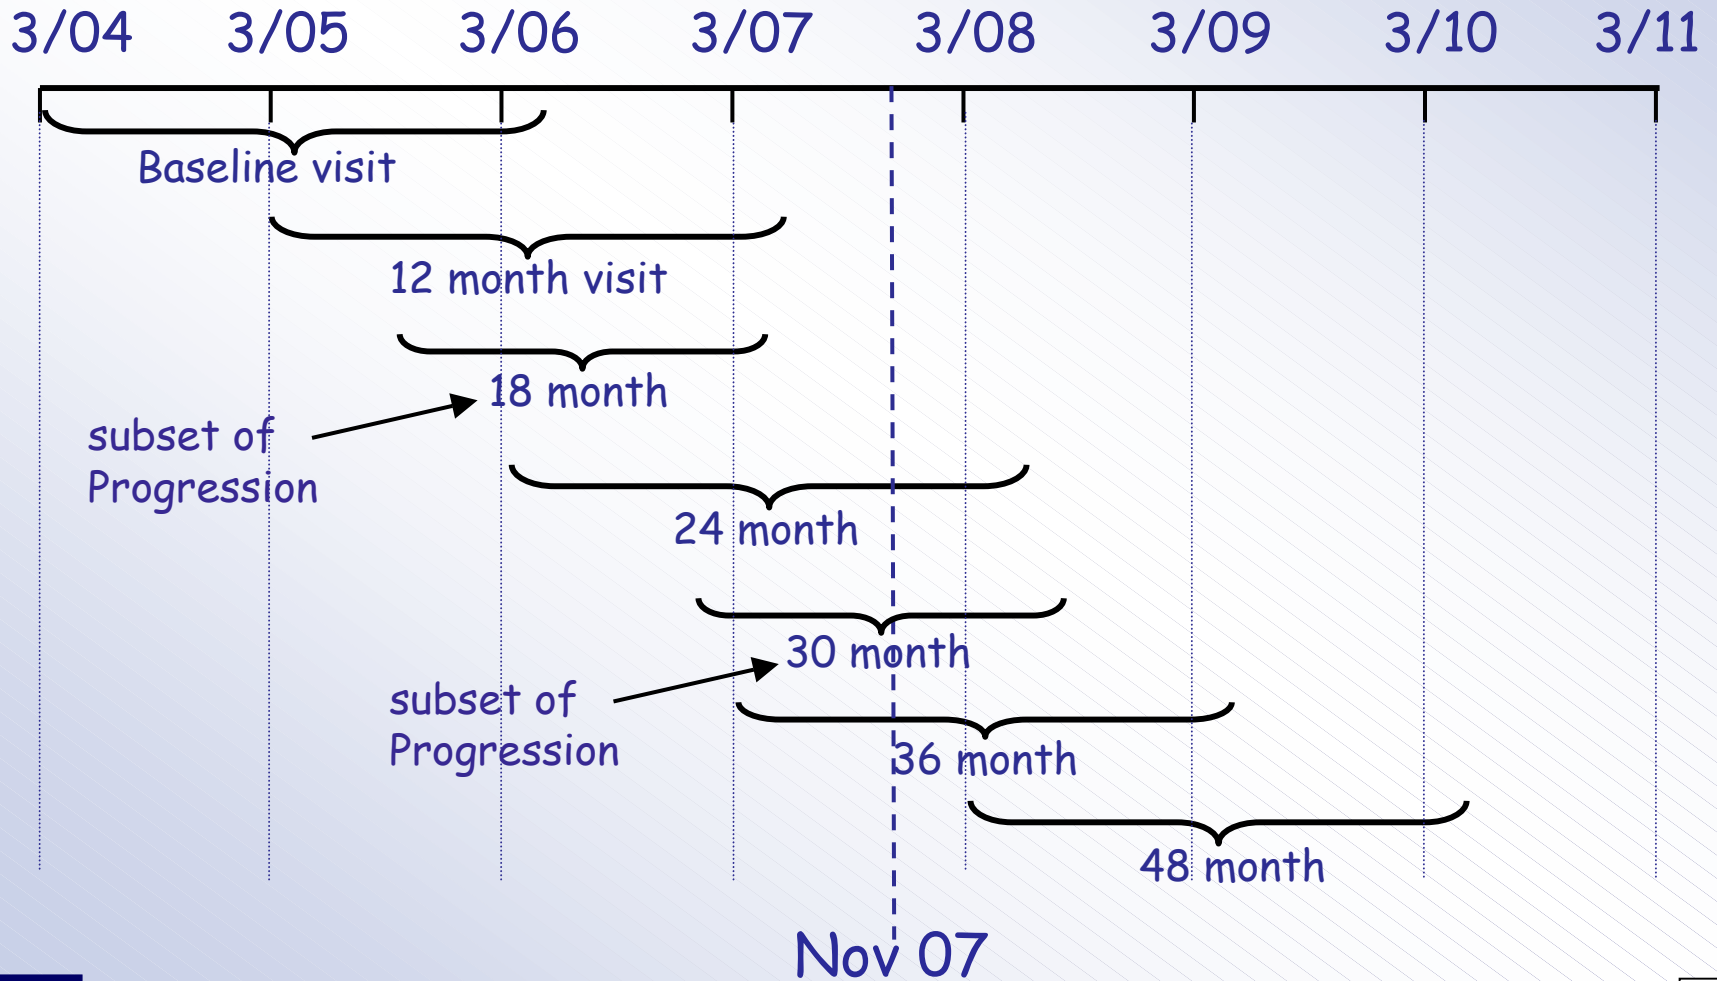 3/04 3/05 3/06 3/07 3/08 3/09 3/10 3/11
Baseline visit
12 month visit
18 month
subset of
Progression
24 month
30 month
subset of
Progression
36 month
48 month
Nov 07